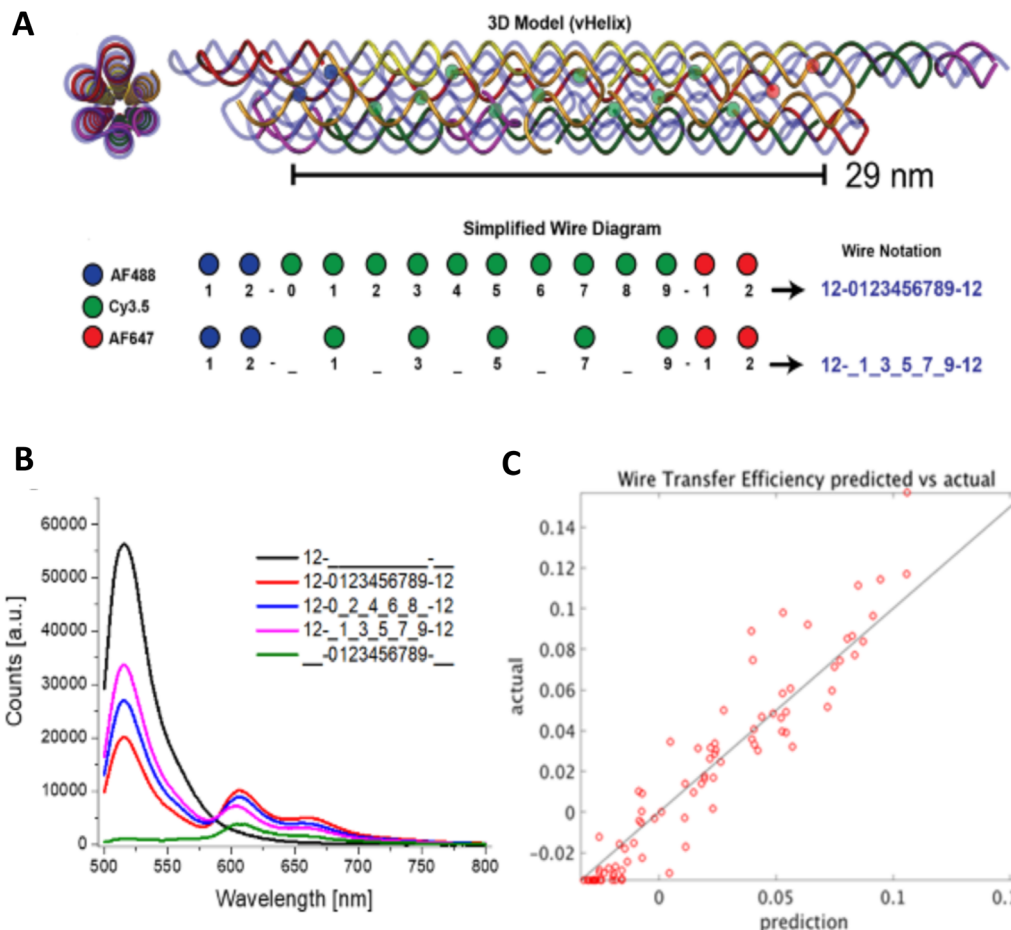 A
3D Model (vHelix)
29 nm
Simplified Wire Diagram
Wire Notation
AF488
Cy3.5
AF647
1 2 - 0 1 2 3 4 5 6 7 8 9 - 1 2
12-0123456789-12
1 2 - _ 1 _ 3 _ 5 _ 7 _ 9 - 1 2
12-_1_3_5_7_9-12
B
60000
50000
40000
30000
20000
10000
0
Counts [a.u.]
12-__________-__
12-0123456789-12
12-0_2_4_6_8_-12
12-_1_3_5_7_9-12
__-0123456789-__
500 550 600 650 700 750 800
Wavelength [nm]
C
Wire Transfer Efficiency predicted vs actual
0.14
0.12
0.1
0.08
0.06
0.04
0.02
0
-0.02
actual
0 0.05 0.1
prediction